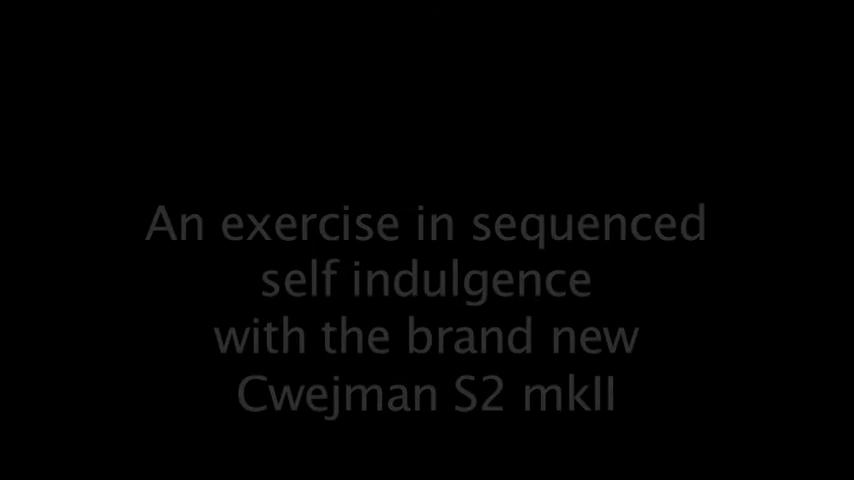 An exercise in sequenced
self indulgence
with the brand new
Cwejman S2 mkII